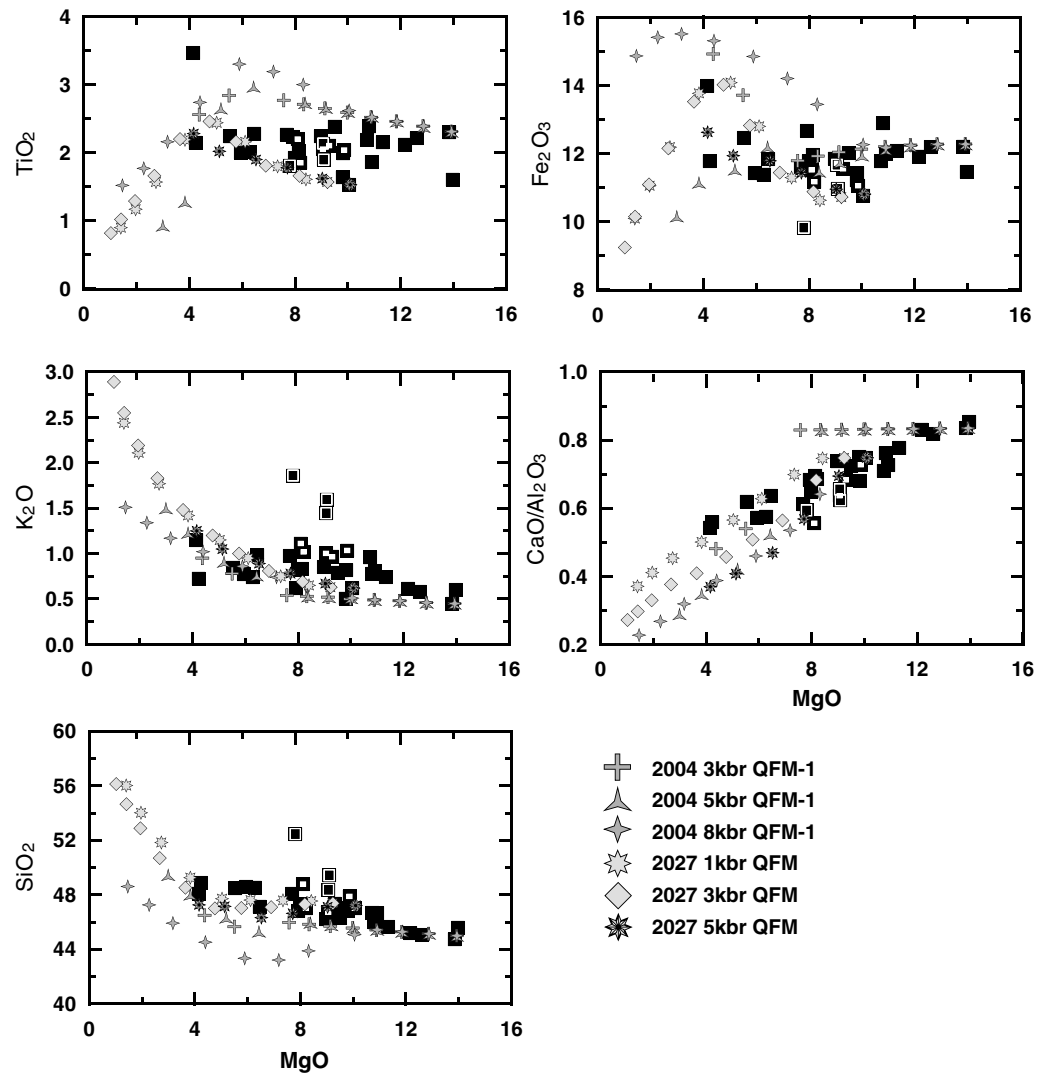 4
3
2
1
0
TiO2
0 4 8 12 16
16
14
12
10
8
Fe2O3
0 4 8 12 16
3.0
2.5
2.0
1.5
1.0
0.5
0.0
K2O
0 4 8 12 16
1.0
0.8
0.6
0.4
0.2
CaO/Al2O3
0 4 8 12 16
MgO
60
56
52
48
44
40
SiO2
0 4 8 12 16
MgO
2004 3kbr QFM-1
2004 5kbr QFM-1
2004 8kbr QFM-1
2027 1kbr QFM
2027 3kbr QFM
2027 5kbr QFM